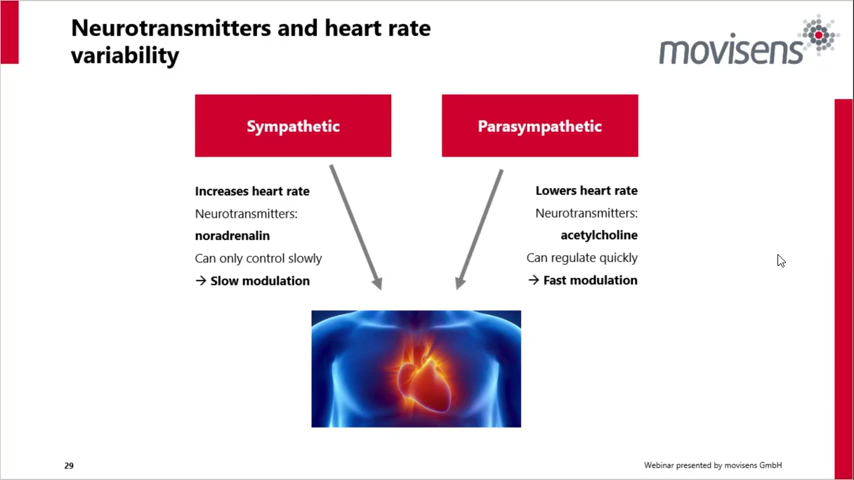 Neurotransmitters and heart rate
variability
movisens
Sympathetic
Parasympathetic
Increases heart rate
Neurotransmitters:
noradrenalin
Can only control slowly
→ Slow modulation
Lowers heart rate
Neurotransmitters:
acetylcholine
Can regulate quickly
→ Fast modulation
29
Webinar presented by movisens GmbH